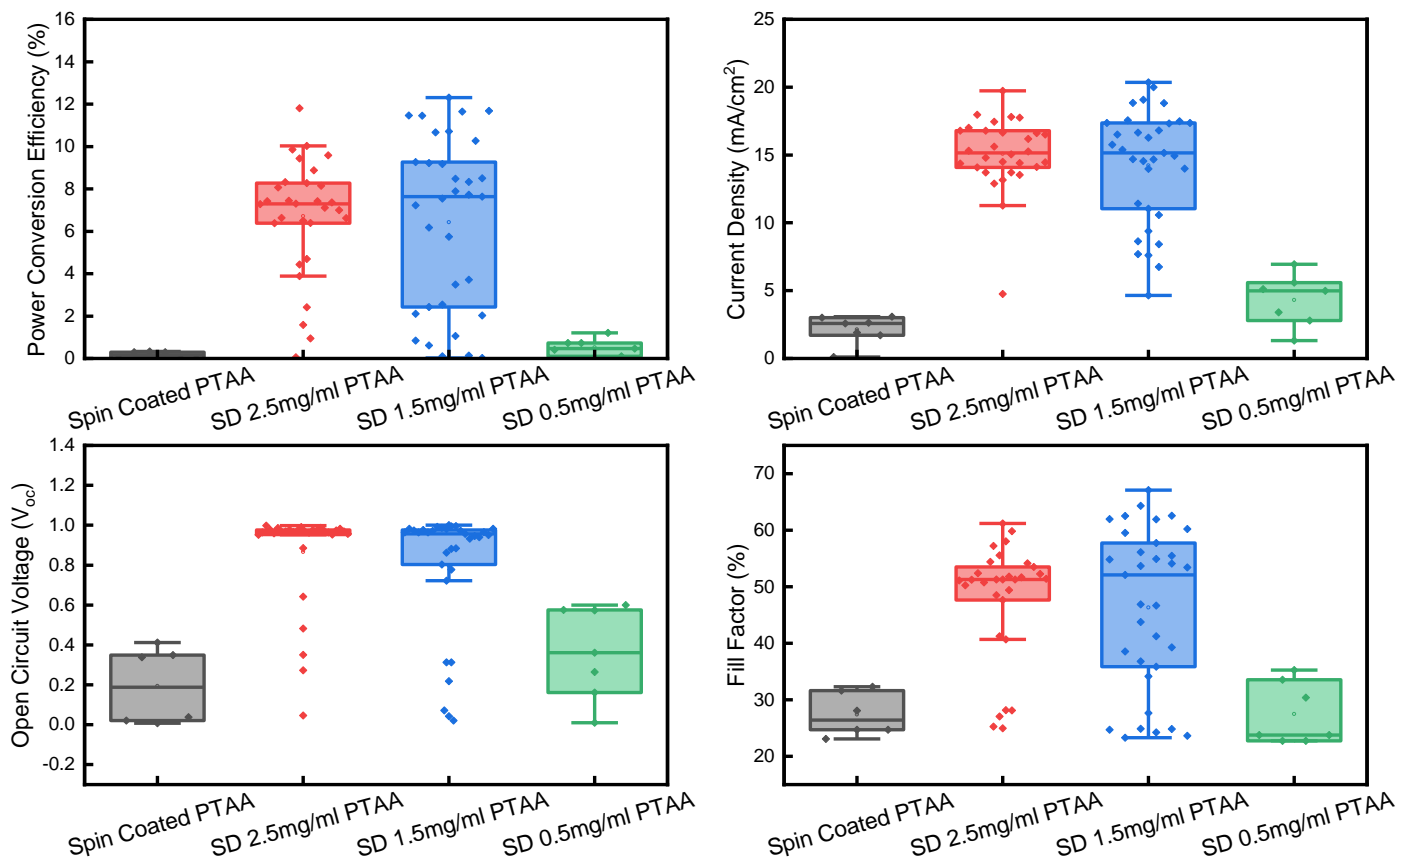 Power Conversion Efficiency (%)
16
14
12
10
8
6
4
2
0
Spin Coated PTAA
SD 2.5mg/ml PTAA
SD 1.5mg/ml PTAA
SD 0.5mg/ml PTAA
Current Density (mA/cm²)
25
20
15
10
5
0
Spin Coated PTAA
SD 2.5mg/ml PTAA
SD 1.5mg/ml PTAA
SD 0.5mg/ml PTAA
Open Circuit Voltage (Voc)
1.4
1.2
1.0
0.8
0.6
0.4
0.2
0.0
-0.2
Spin Coated PTAA
SD 2.5mg/ml PTAA
SD 1.5mg/ml PTAA
SD 0.5mg/ml PTAA
Fill Factor (%)
70
60
50
40
30
20
Spin Coated PTAA
SD 2.5mg/ml PTAA
SD 1.5mg/ml PTAA
SD 0.5mg/ml PTAA